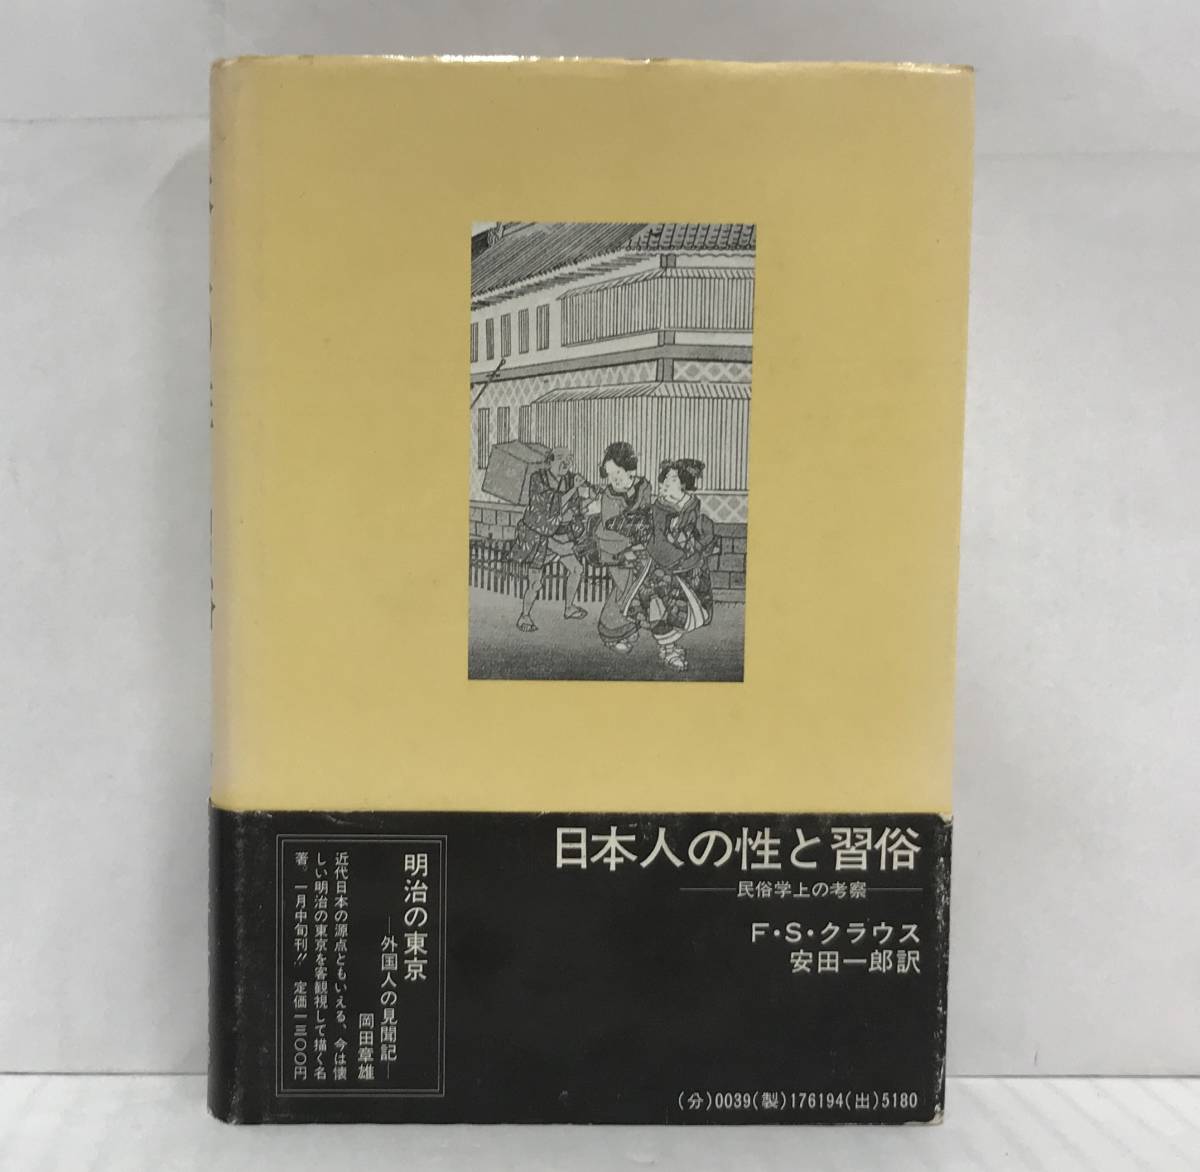 日本人の性と習俗
――民俗学上の考察――
F・S・クラウス
安田一郎訳
明治の東京
―外国人の見聞記―
岡田章雄
近代日本の源点ともいえる、今は懐
しい明治の東京を客観視して描く名
著。一月中旬刊!! 定価一三〇〇円
(分)0039(製)176194(出)5180